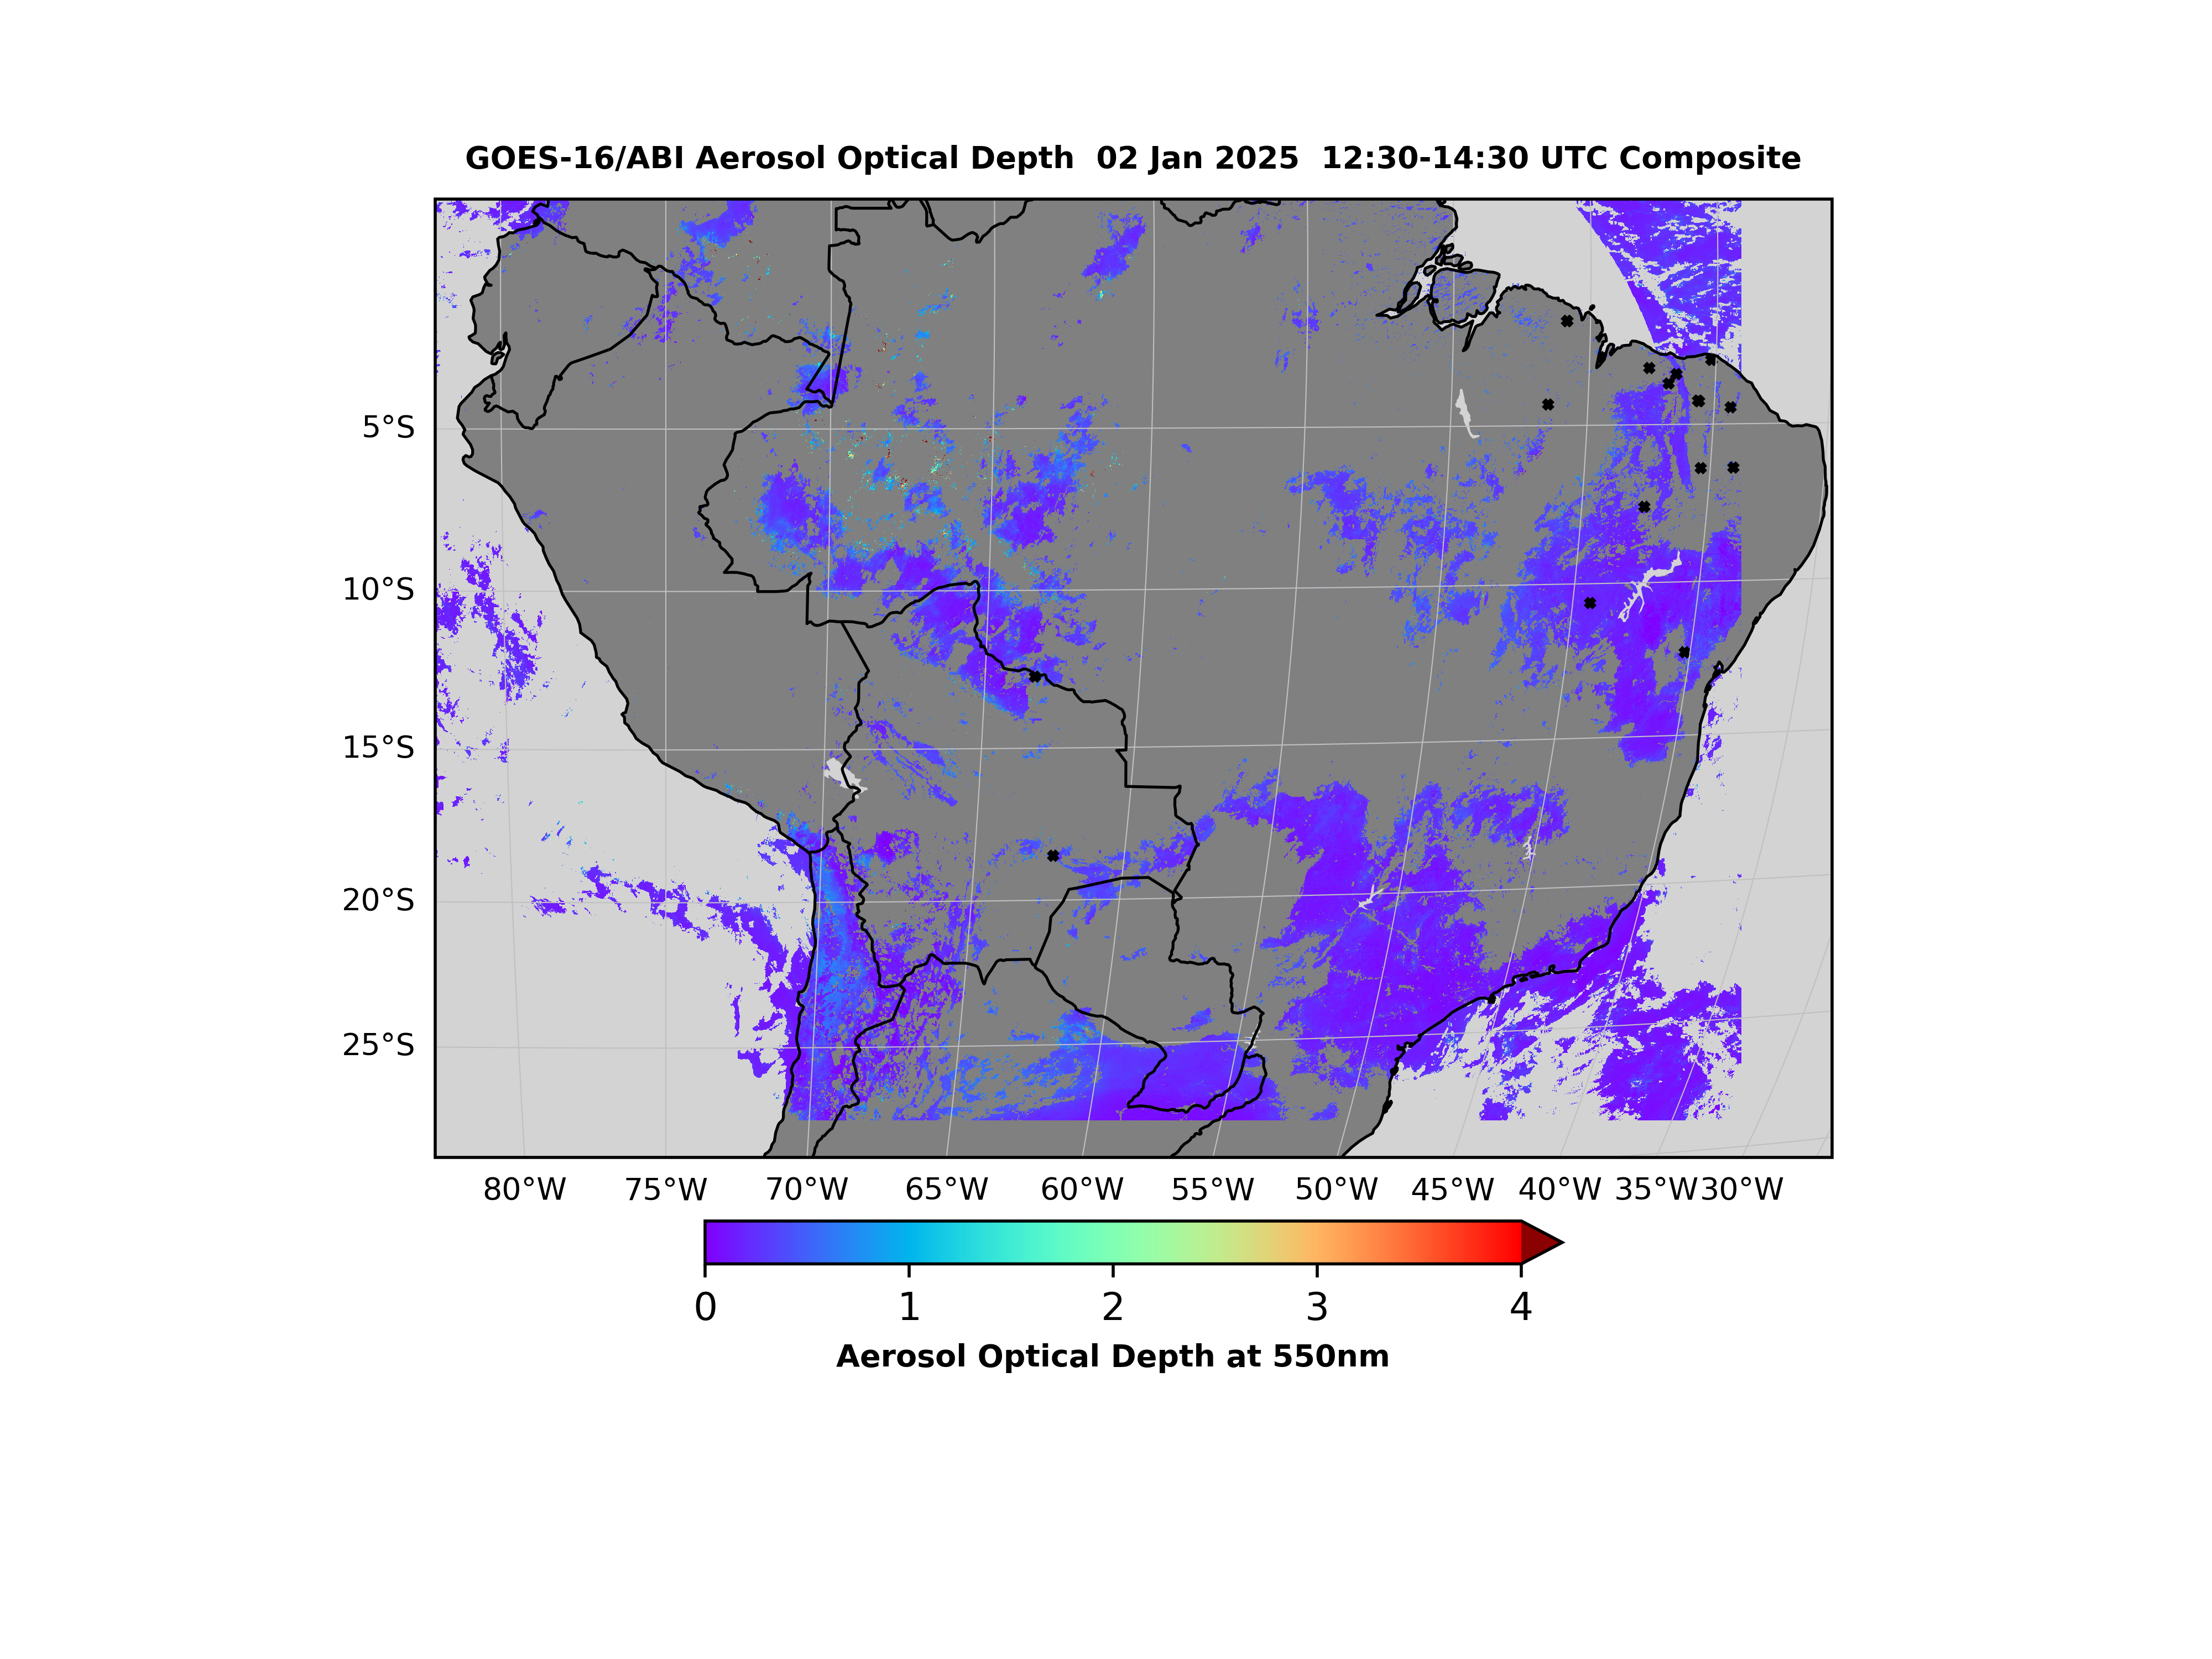 GOES-16/ABI Aerosol Optical Depth  02 Jan 2025  12:30-14:30 UTC Composite
5°S
10°S
15°S
20°S
25°S
80°W 75°W 70°W 65°W 60°W 55°W 50°W 45°W 40°W 35°W 30°W
0 1 2 3 4
Aerosol Optical Depth at 550nm